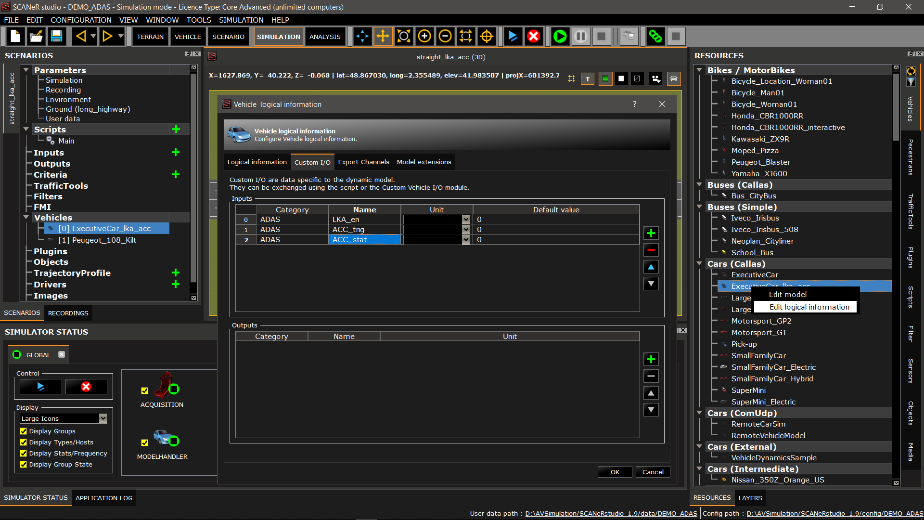 SCANeR studio - DEMO_ADAS - Simulation mode - Licence Type: Core Advanced (unlimited computers)
FILE EDIT CONFIGURATION VIEW WINDOW TOOLS SIMULATION HELP
TERRAIN VEHICLE SCENARIO SIMULATION ANALYSIS
SCENARIOS
straight_lka_acc
Parameters
Simulation
Recording
Environment
Ground (long_highway)
User data
Scripts
Main
Inputs
Outputs
Criteria
TrafficTools
Filters
FMI
Vehicles
[0] ExecutiveCar_lka_acc
[1] Peugeot_108_Kilt
Plugins
Objects
TrajectoryProfile
Drivers
Images
SCENARIOS RECORDINGS
SIMULATOR STATUS
GLOBAL
Control
Display
Large Icons
Display Groups
Display Types/Hosts
Display Stats/Frequency
Display Group State
ACQUISITION
MODELHANDLER
SIMULATOR STATUS APPLICATION LOG
straight_lka_acc (3D)
X=1627.869, Y= 40.222, Z= -0.068 | lat=48.867030, long=2.355489, elev=41.983507 | projX=601392.7
T
Vehicle logical information
? X
Vehicle logical information
Configure Vehicle logical information.
Logical information Custom I/O Export Channels Model extensions
Custom I/O are data specific to the dynamic model.
They can be exchanged using the script or the Custom Vehicle I/O module.
Inputs
Category Name Unit Default value
0 ADAS LKA_en 0
1 ADAS ACC_tng 0
2 ADAS ACC_stat 0
Outputs
Category Name Unit
OK Cancel
RESOURCES
Bikes / MotorBikes
Bicycle_Location_Woman01
Bicycle_Man01
Bicycle_Woman01
Honda_CBR1000RR
Honda_CBR1000RR_interactive
Kawasaki_ZX9R
Moped_Pizza
Peugeot_Blaster
Yamaha_XJ600
Buses (Callas)
Bus_CityBus
Buses (Simple)
Iveco_Irisbus
Iveco_Irisbus_508
Neoplan_Cityliner
School_Bus
Cars (Callas)
ExecutiveCar
ExecutiveCar_lka_acc
Edit model
Large
Edit logical information
Large
Motorsport_GP2
Motorsport_GT
Pick-up
SmallFamilyCar
SmallFamilyCar_Electric
SmallFamilyCar_Hybrid
SuperMini
SuperMini_Electric
Cars (ComUdp)
RemoteCarSim
RemoteVehicleModel
Cars (External)
VehicleDynamicsSample
Cars (Intermediate)
Nissan_350Z_Orange_US
RESOURCES LAYERS
Vehicles
Pedestrians
TrafficTools
Plugins
Scripts
Filter
Sensors
Objects
Media
User data path : D:\AVSimulation\SCANeR_studio_1.9/data/DEMO_ADAS Config path : D:\AVSimulation\SCANeR_studio_1.9/config/DEMO_ADAS